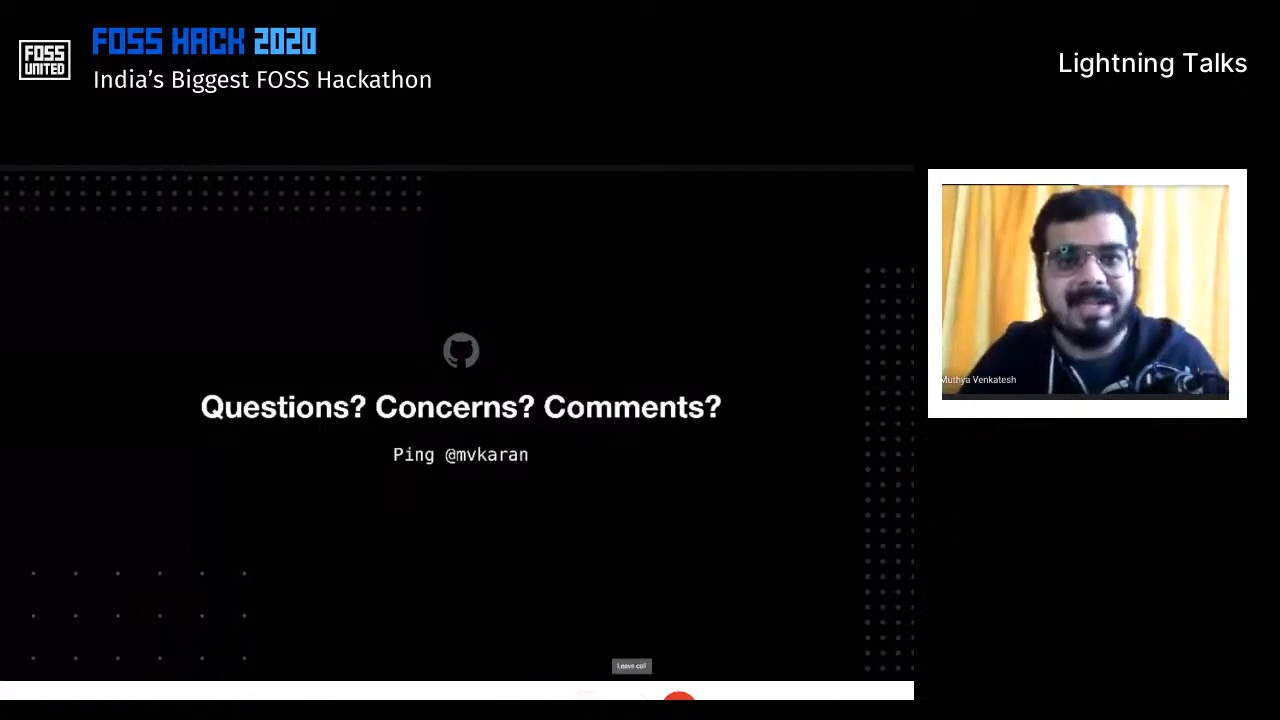 FOSS
UNITED
FOSS HACK 2020
India's Biggest FOSS Hackathon
Lightning Talks
Muthya Venkatesh
Questions? Concerns? Comments?
Ping @mvkaran
Leave call